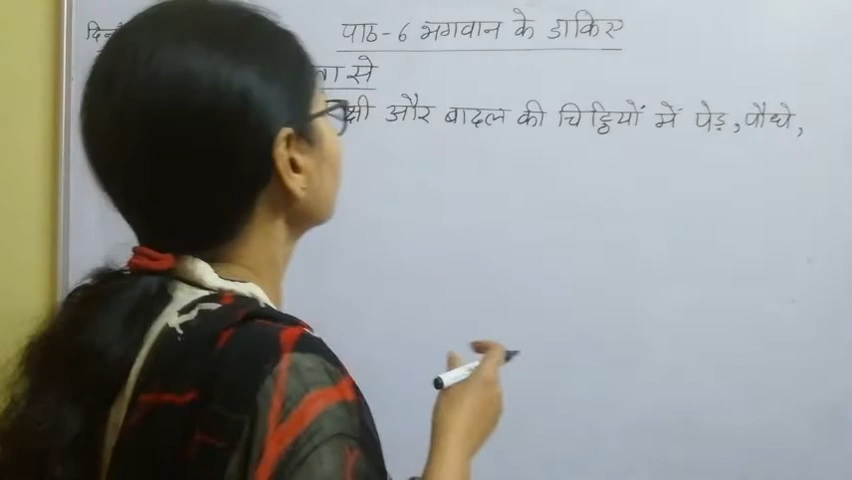 पाठ-6 भगवान के डाकिए
से
और बादल की चिट्ठियों में पेड़,पौधे,